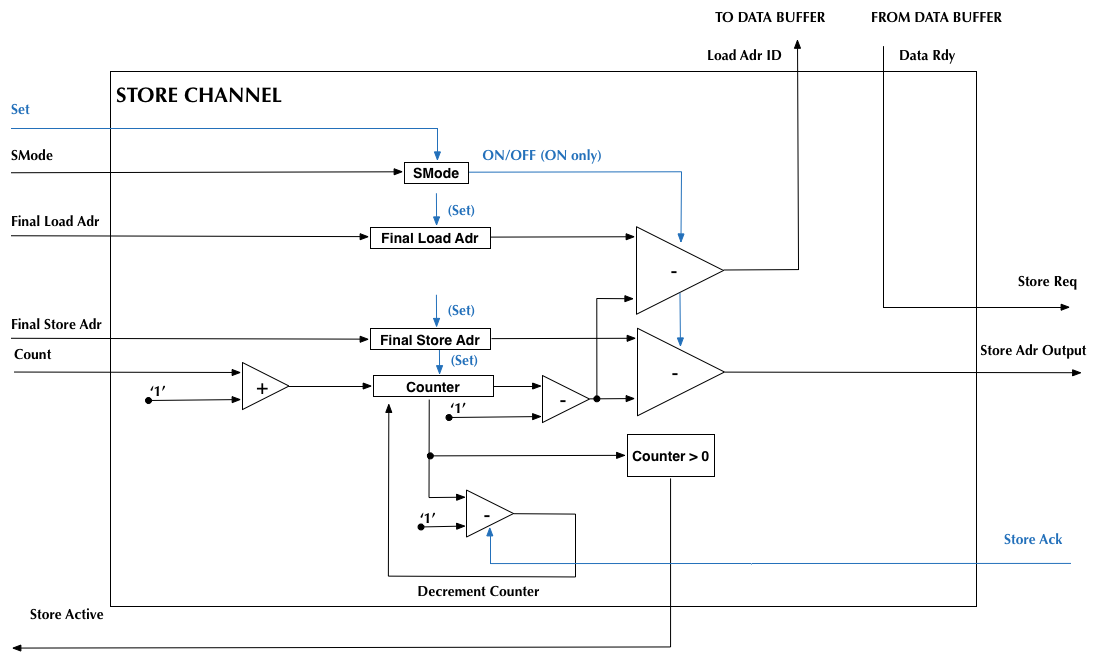 TO DATA BUFFER
FROM DATA BUFFER
Load Adr ID
Data Rdy
STORE CHANNEL
Set
SMode
ON/OFF (ON only)
SMode
(Set)
Final Load Adr
Final Load Adr
-
Store Req
(Set)
Final Store Adr
Final Store Adr
Store Adr Output
Count
(Set)
-
'1'
+
Counter
'1'
-
Counter > 0
'1'
-
Store Ack
Decrement Counter
Store Active